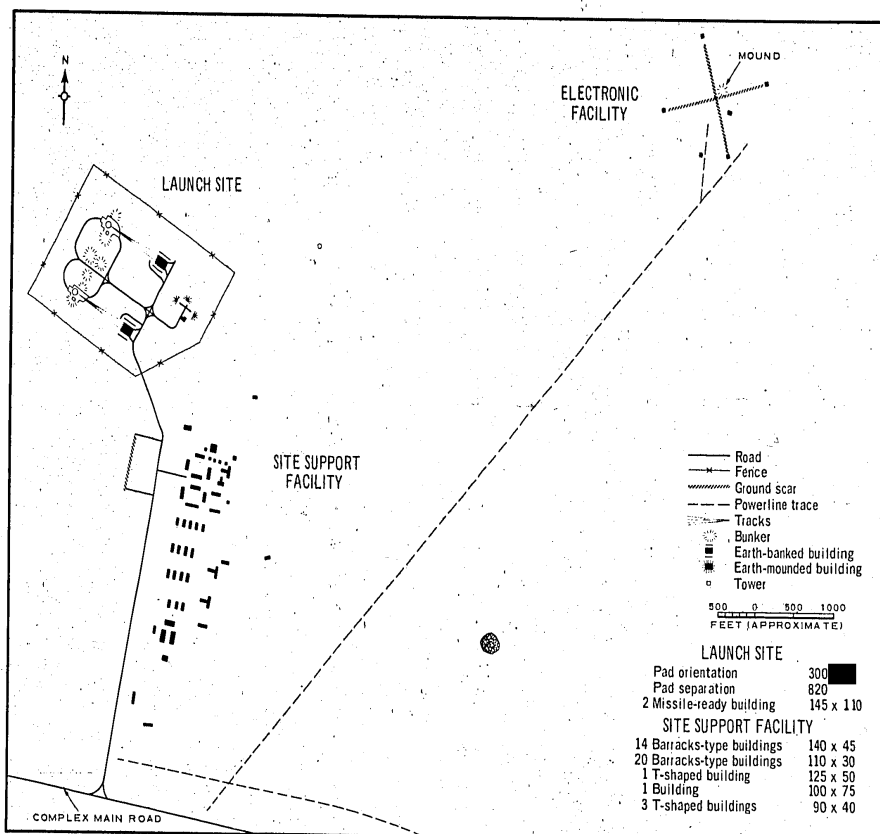 N
MOUND
ELECTRONIC
FACILITY
LAUNCH SITE
SITE SUPPORT
FACILITY
Road
Fence
Ground scar
Powerline trace
Tracks
Bunker
Earth-banked building
Earth-mounded building
Tower
500 0 500 1000
FEET (APPROXIMATE)
LAUNCH SITE
Pad orientation 300
Pad separation 820
2 Missile-ready building 145 x 110
SITE SUPPORT FACILITY
14 Barracks-type buildings 140 x 45
20 Barracks-type buildings 110 x 30
1 T-shaped building 125 x 50
1 Building 100 x 75
3 T-shaped buildings 90 x 40
COMPLEX MAIN ROAD